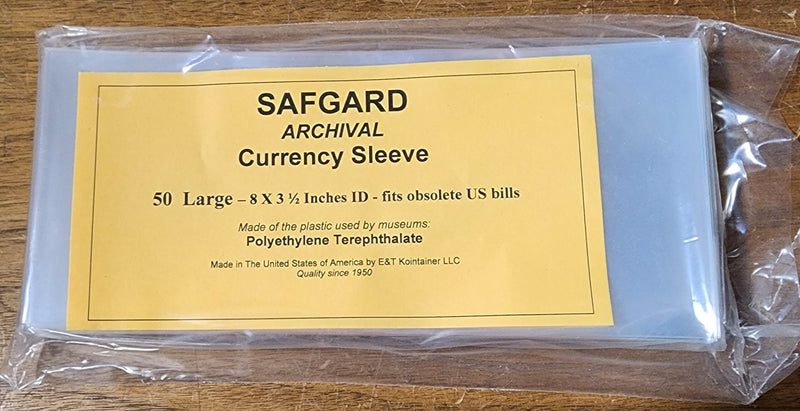 SAFGARD
ARCHIVAL
Currency Sleeve
50 Large – 8 X 3 ½ Inches ID - fits obsolete US bills
Made of the plastic used by museums:
Polyethylene Terephthalate
Made in The United States of America by E&T Kointainer LLC
Quality since 1950